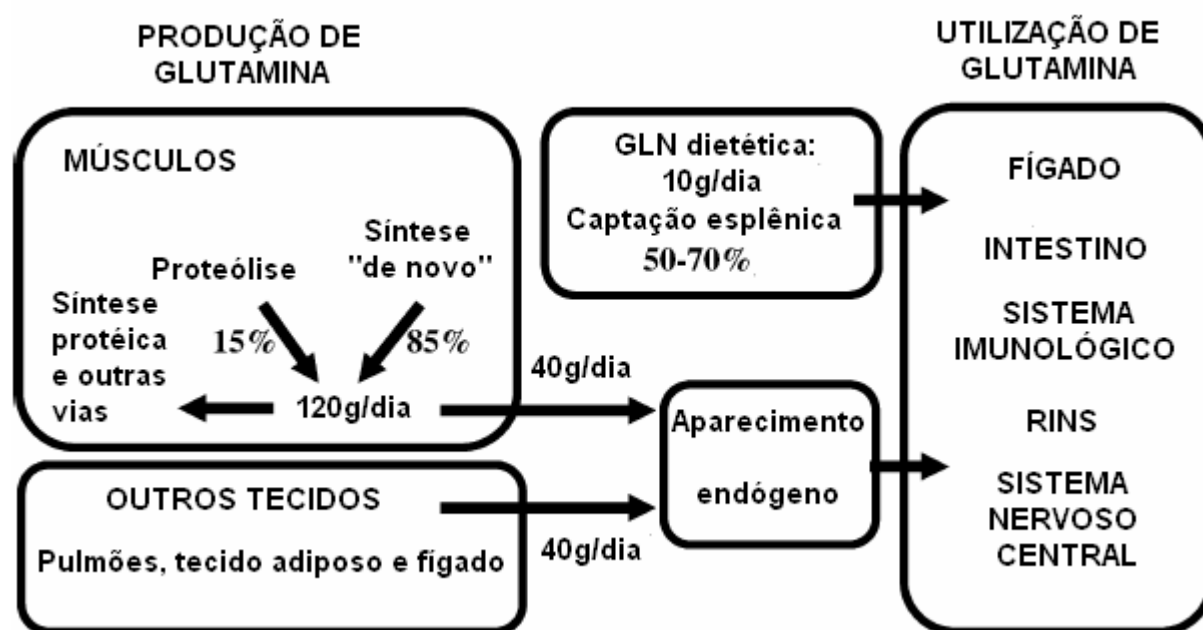 PRODUÇÃO DE
GLUTAMINA
MÚSCULOS
Proteólise
Síntese
"de novo"
Síntese
protéica
e outras
vias
15%
85%
120g/dia
40g/dia
OUTROS TECIDOS
Pulmões, tecido adiposo e fígado
40g/dia
GLN dietética:
10g/dia
Captação esplênica
50-70%
Aparecimento
endógeno
UTILIZAÇÃO DE
GLUTAMINA
FÍGADO
INTESTINO
SISTEMA
IMUNOLÓGICO
RINS
SISTEMA
NERVOSO
CENTRAL